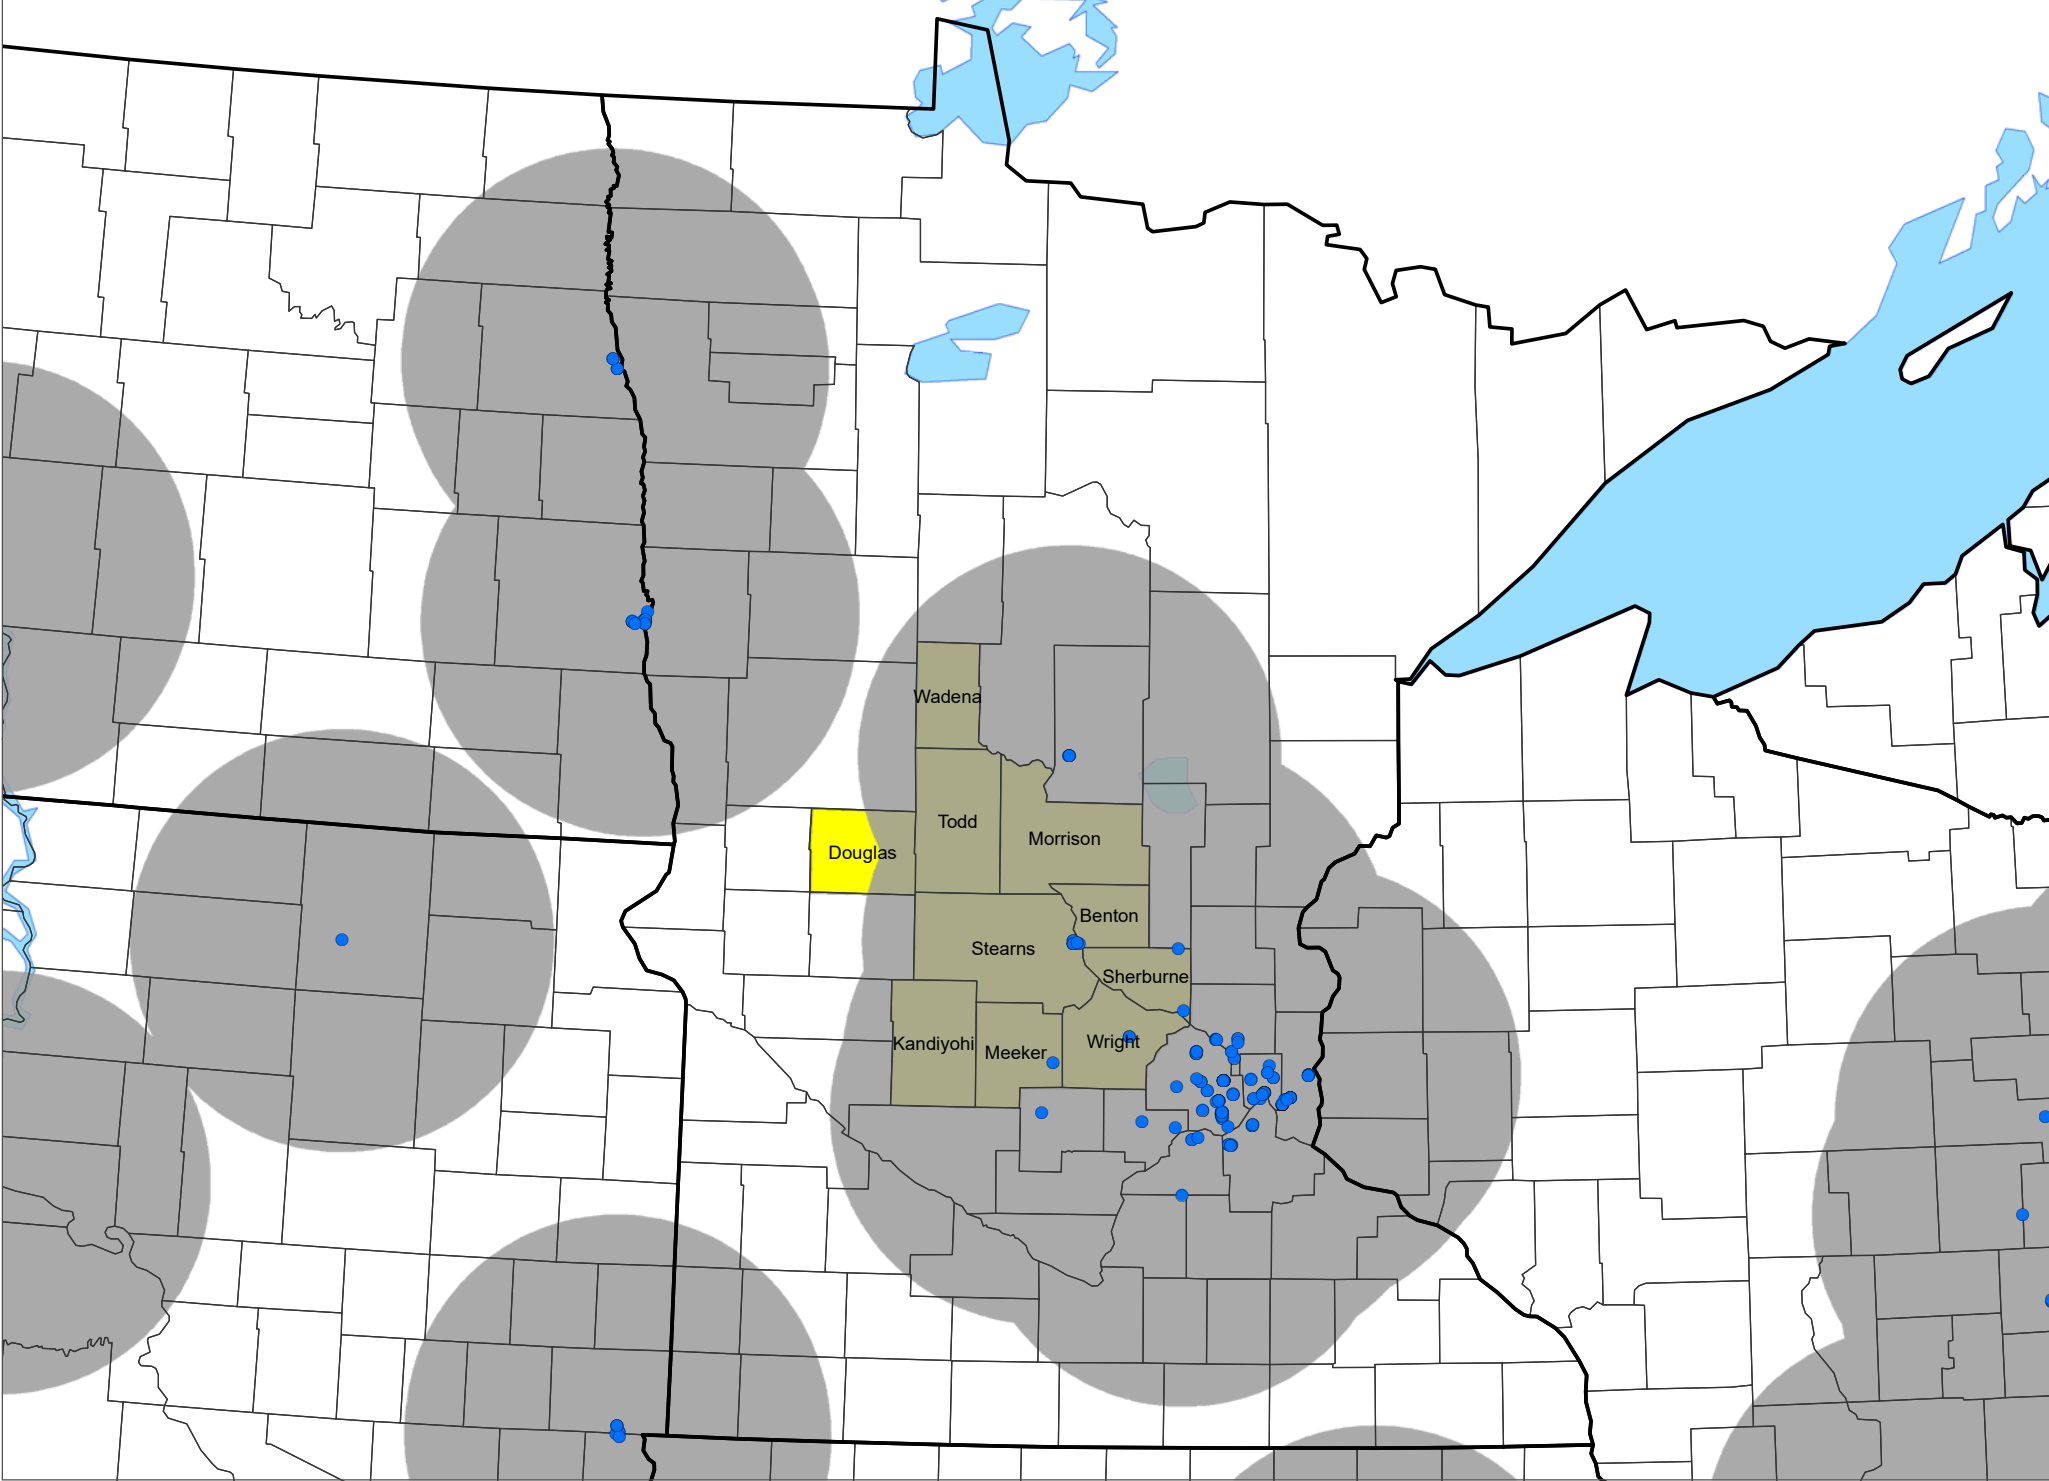 Wadena
Todd
Morrison
Douglas
Benton
Stearns
Sherburne
Kandiyohi
Meeker
Wright